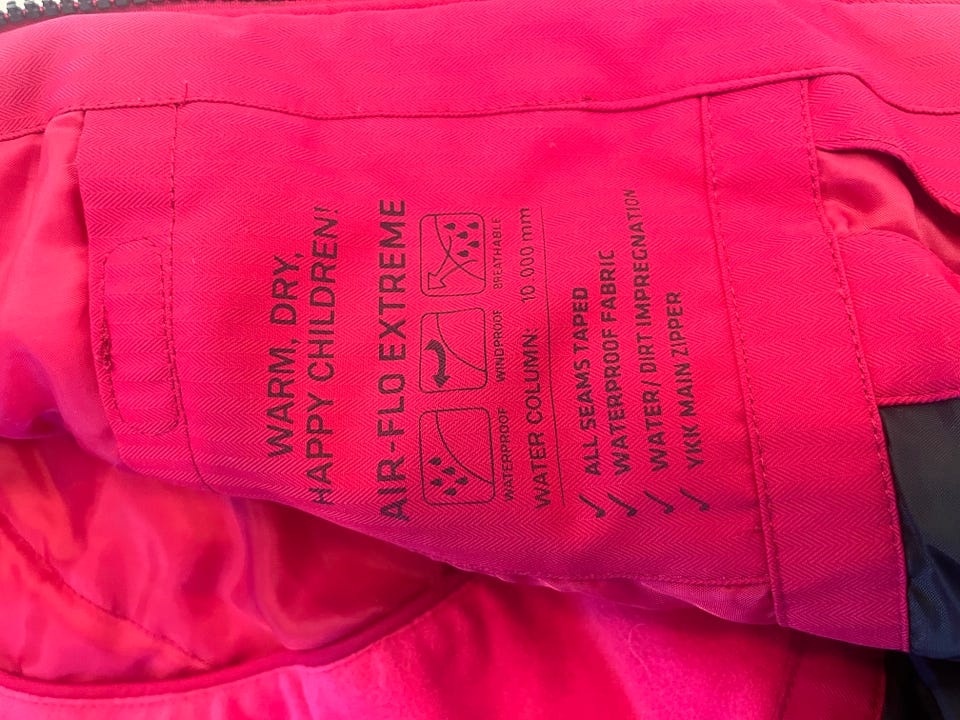 WARM, DRY,
HAPPY CHILDREN!
AIR-FLO EXTREME
WATERPROOF WINDPROOF BREATHABLE
WATER COLUMN: 10.000 mm
✓ ALL SEAMS TAPED
✓ WATERPROOF FABRIC
✓ WATER/ DIRT IMPREGNATION
✓ YKK MAIN ZIPPER